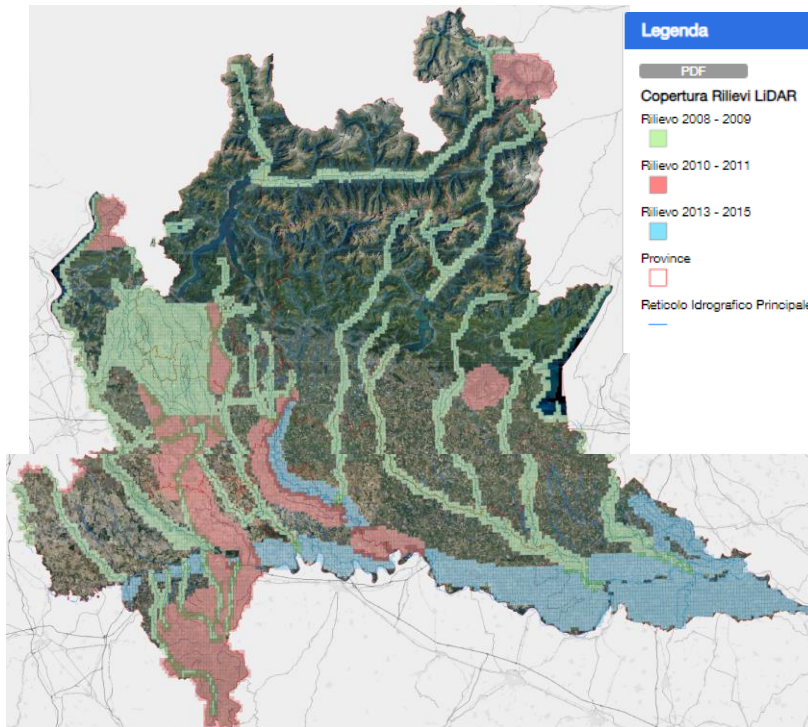 Legenda
PDF
Copertura Rilievi LiDAR
Rilievo 2008 - 2009
Rilievo 2010 - 2011
Rilievo 2013 - 2015
Province
Reticolo Idrografico Principale